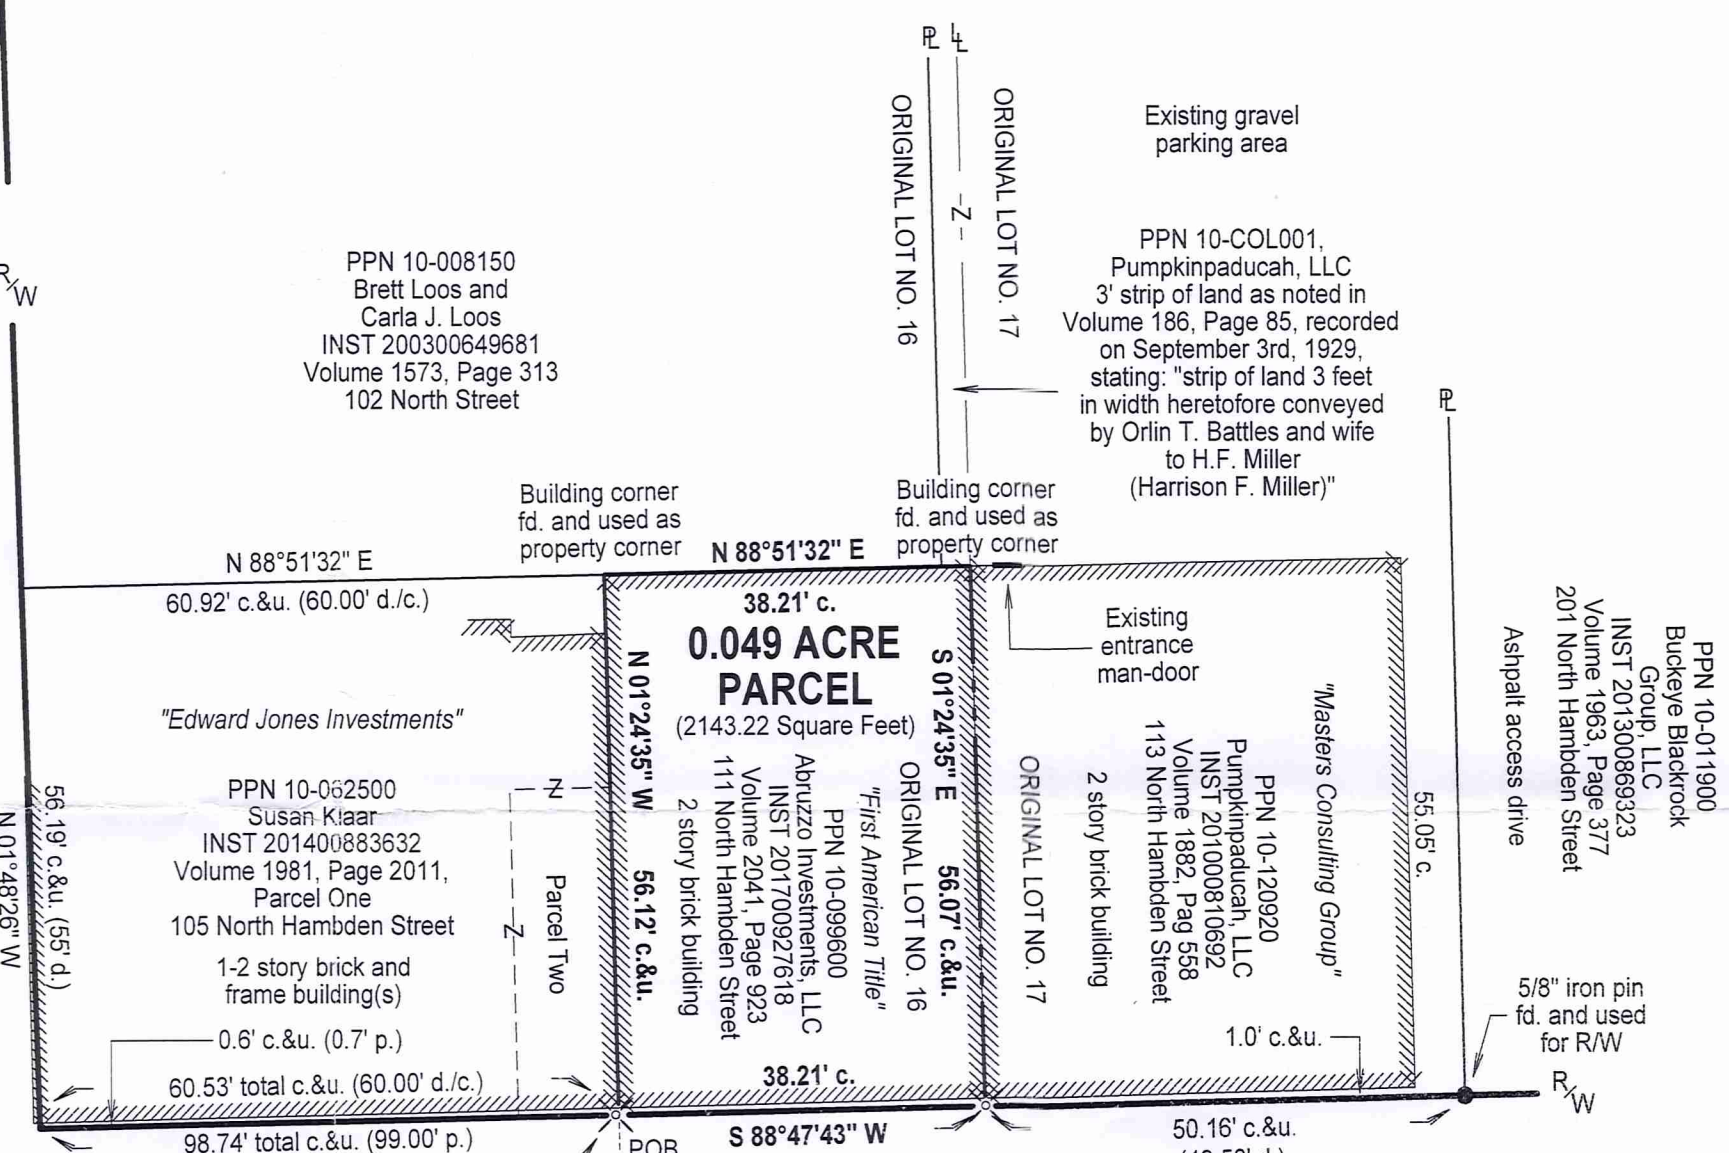 PL LL
ORIGINAL LOT NO. 16
ORIGINAL LOT NO. 17
Z
Existing gravel
parking area
R/W
PPN 10-008150
Brett Loos and
Carla J. Loos
INST 200300649681
Volume 1573, Page 313
102 North Street
PPN 10-COL001,
Pumpkinpaducah, LLC
3' strip of land as noted in
Volume 186, Page 85, recorded
on September 3rd, 1929,
stating: "strip of land 3 feet
in width heretofore conveyed
by Orlin T. Battles and wife
to H.F. Miller
(Harrison F. Miller)"
PL
Building corner
fd. and used as
property corner
Building corner
fd. and used as
property corner
N 88°51'32" E
60.92' c.&u. (60.00' d./c.)
N 88°51'32" E
38.21' c.
0.049 ACRE
PARCEL
(2143.22 Square Feet)
Existing
entrance
man-door
"Edward Jones Investments"
PPN 10-062500
Susan Klaar
INST 201400883632
Volume 1981, Page 2011,
Parcel One
105 North Hambden Street
1-2 story brick and
frame building(s)
0.6' c.&u. (0.7' p.)
60.53' total c.&u. (60.00' d./c.)
98.74' total c.&u. (99.00' p.)
56.19' c.&u. (55' d.)
N 01°48'26" W
Z
Z
Parcel Two
N 01°24'35" W 56.12' c.&u.
S 01°24'35" E 56.07' c.&u.
ORIGINAL LOT NO. 16
"First American Title"
PPN 10-099600
Abruzzo Investments, LLC
INST 201700927618
Volume 2041, Page 923
111 North Hambden Street
2 story brick building
38.21' c.
S 88°47'43" W
POB
ORIGINAL LOT NO. 17
"Masters Consulting Group"
PPN 10-120920
Pumpkinpaducah, LLC
INST 201000810692
Volume 1882, Pag 558
113 North Hambden Street
2 story brick building
55.05' c.
1.0' c.&u.
50.16' c.&u.
PPN 10-011900
Buckeye Blackrock
Group, LLC
INST 201300869323
Volume 1963, Page 377
201 North Hambden Street
Ashpalt access drive
5/8" iron pin
fd. and used
for R/W
R/W